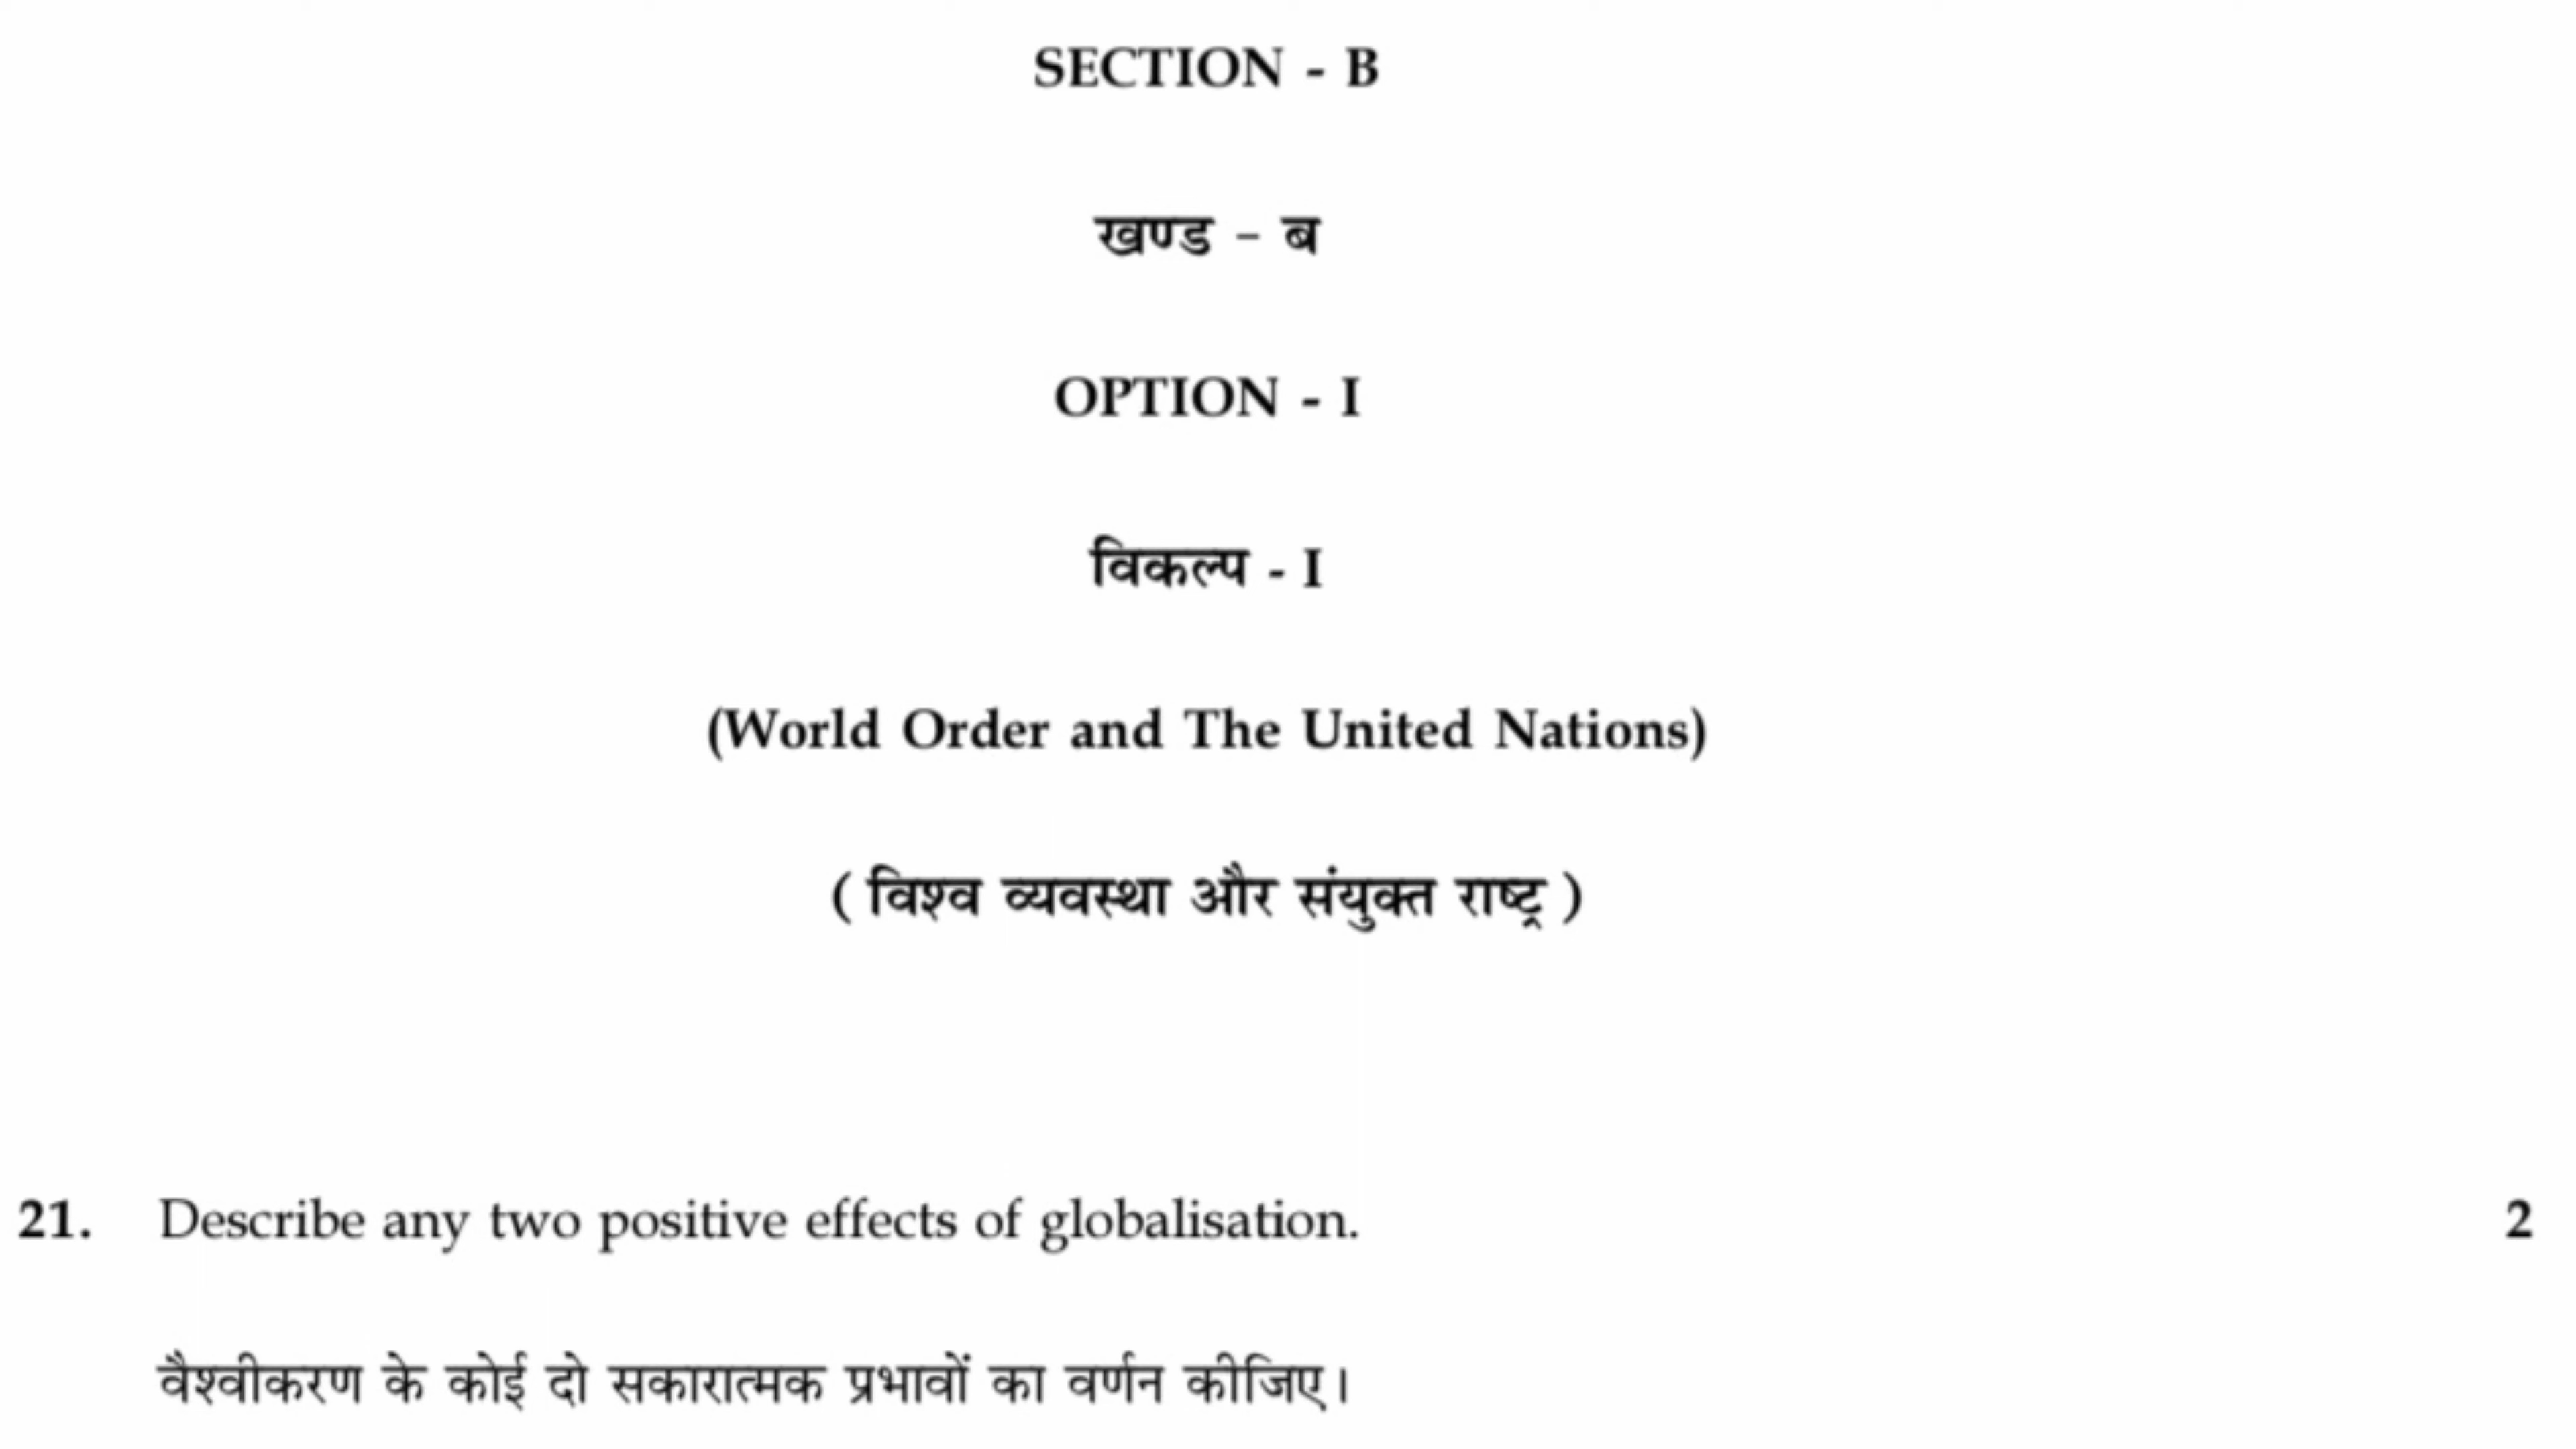 SECTION - B
खण्ड - ब
OPTION - I
विकल्प - I
(World Order and The United Nations)
( विश्व व्यवस्था और संयुक्त राष्ट्र )
21. Describe any two positive effects of globalisation. 2
वैश्वीकरण के कोई दो सकारात्मक प्रभावों का वर्णन कीजिए।